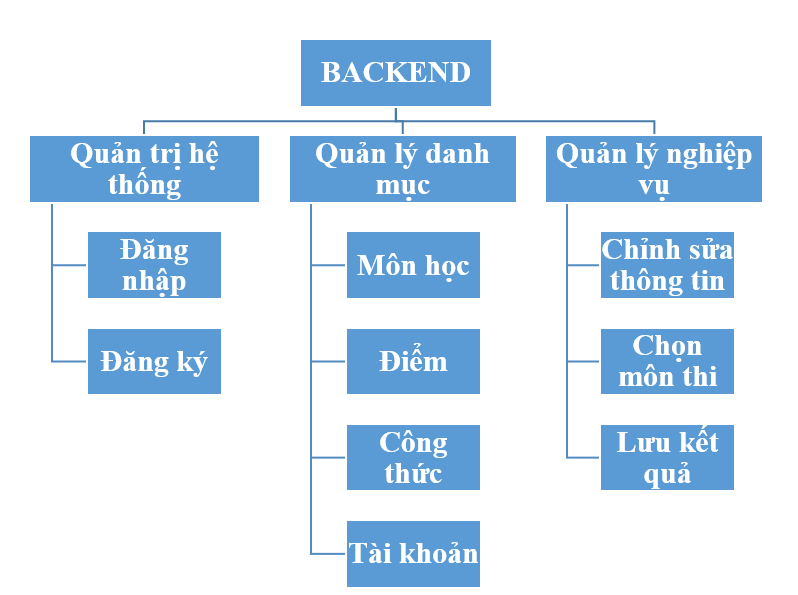 BACKEND
Quản trị hệ
thống
Đăng
nhập
Đăng ký
Quản lý danh
mục
Môn học
Điểm
Công
thức
Tài khoản
Quản lý nghiệp
vụ
Chỉnh sửa
thông tin
Chọn
môn thi
Lưu kết
quả